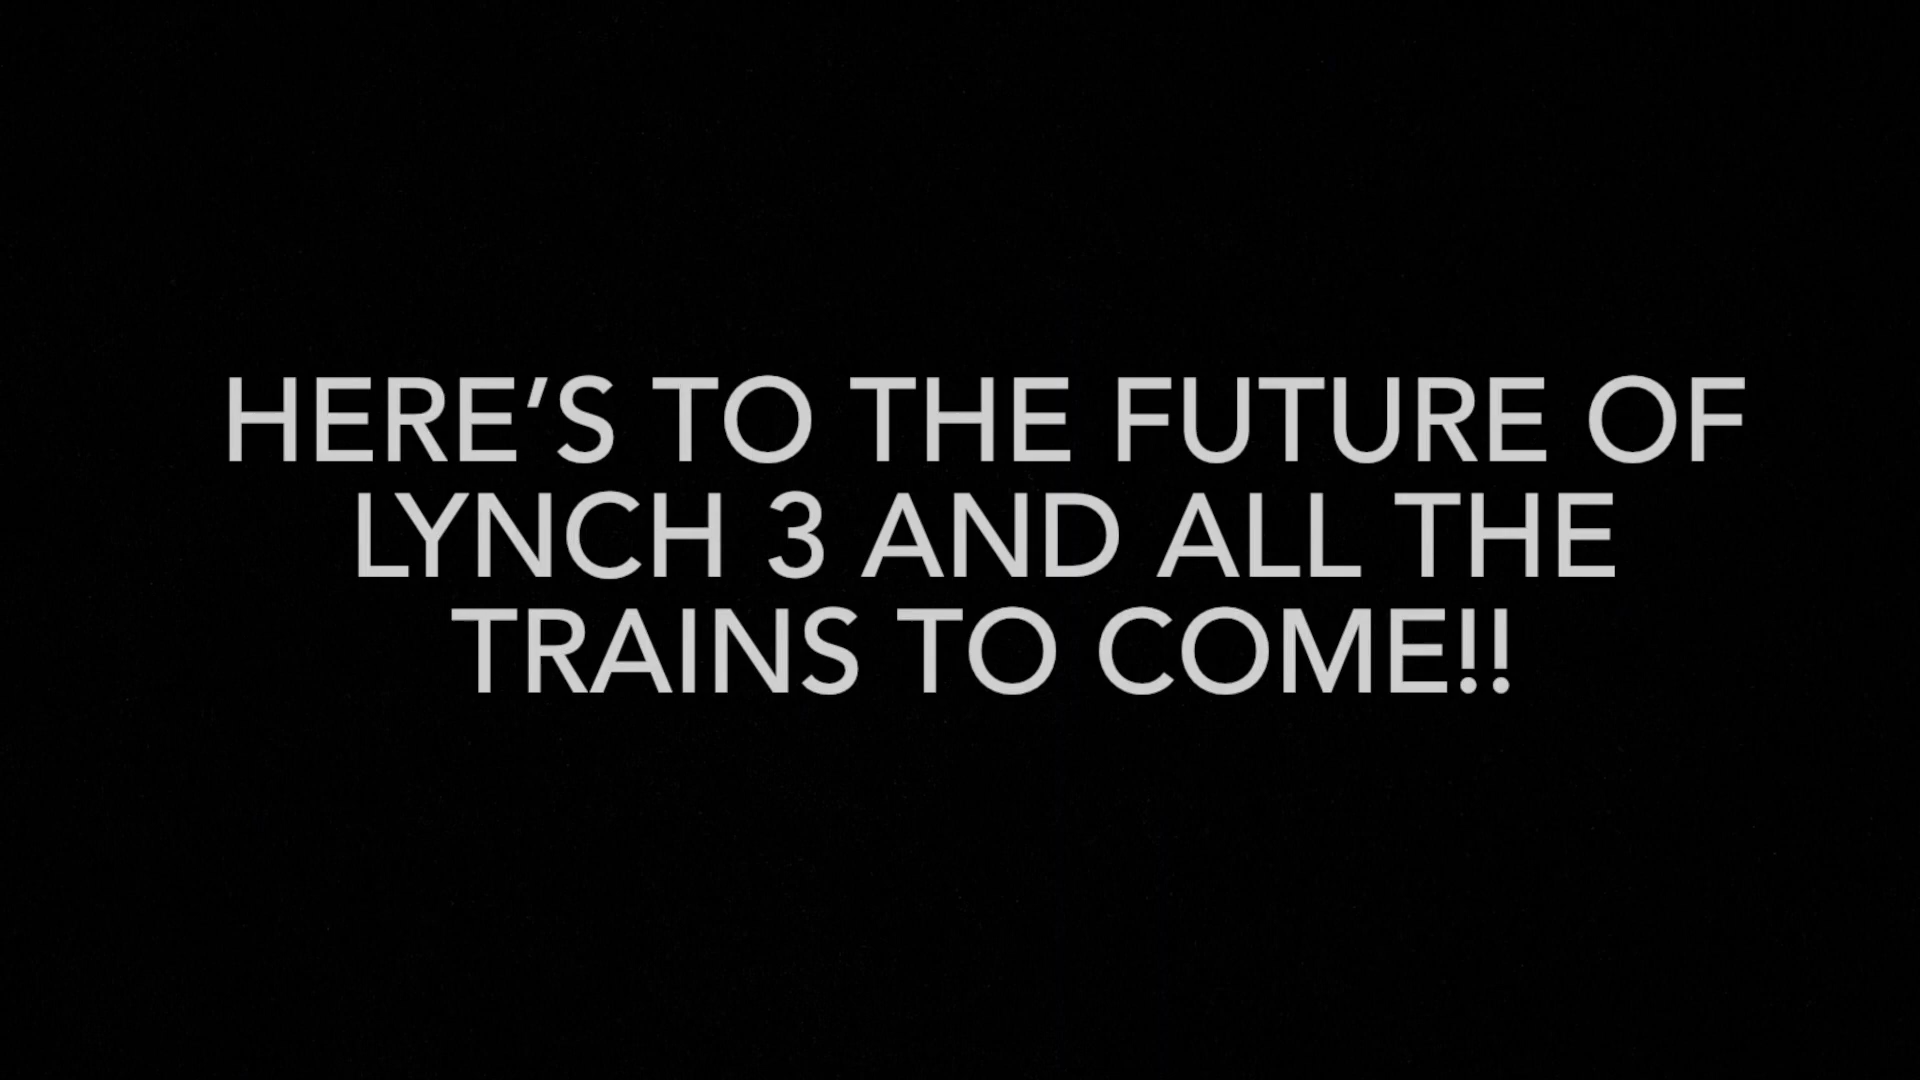 HERE’S TO THE FUTURE OF
LYNCH 3 AND ALL THE
TRAINS TO COME!!